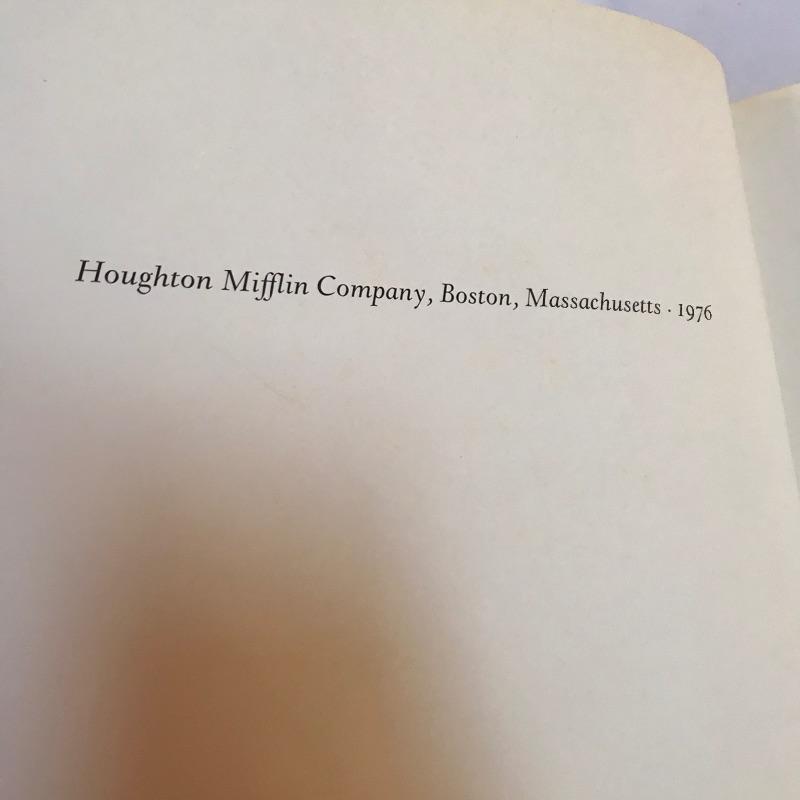 Houghton Mifflin Company, Boston, Massachusetts · 1976